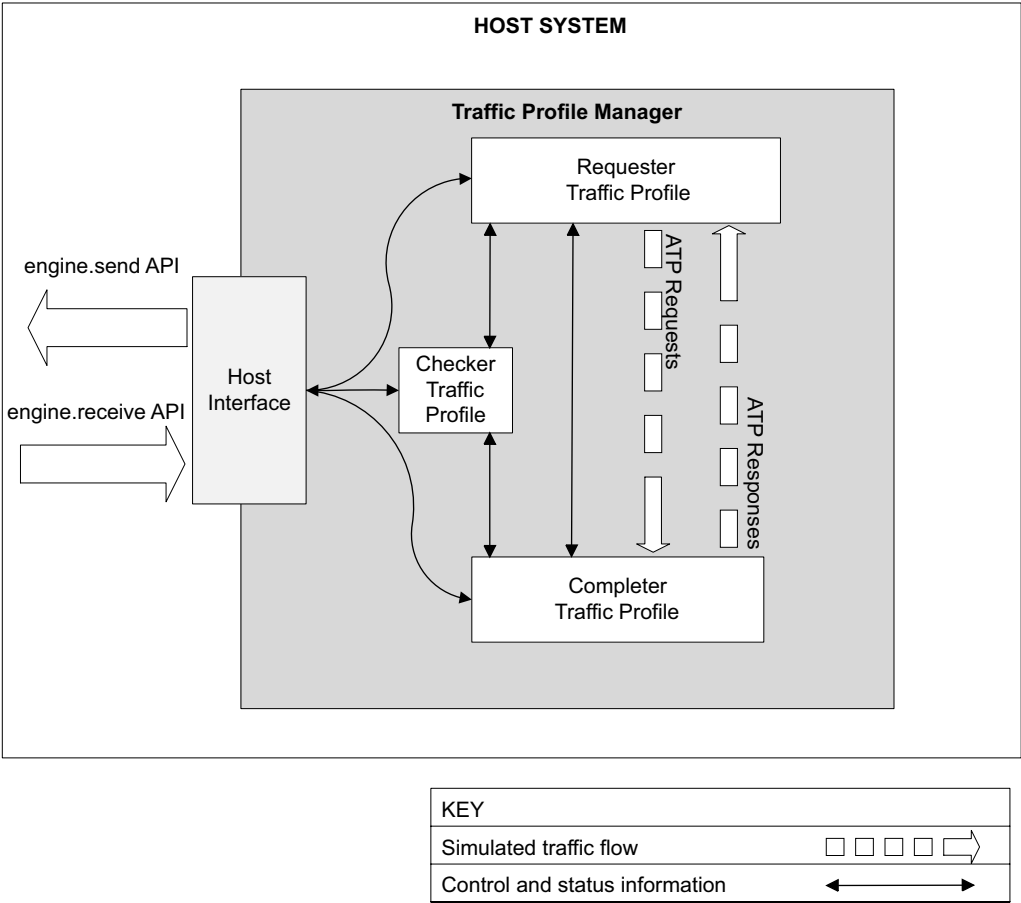 HOST SYSTEM
Traffic Profile Manager
Requester
Traffic Profile
ATP Requests
ATP Responses
engine.send API
engine.receive API
Host
Interface
Checker
Traffic
Profile
Completer
Traffic Profile
KEY
Simulated traffic flow
Control and status information